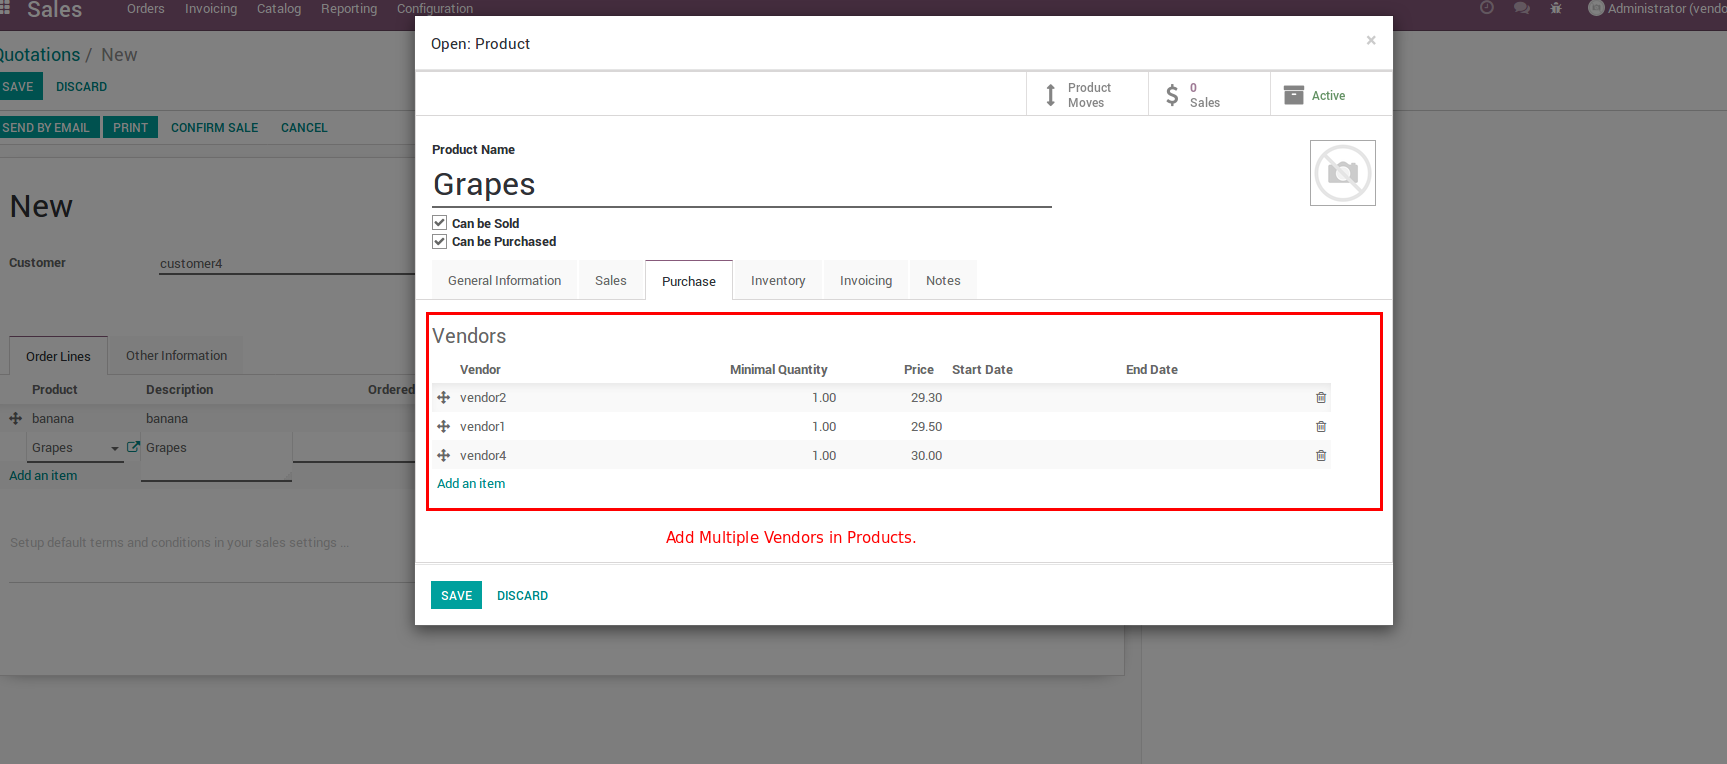 Sales Orders Invoicing Catalog Reporting Configuration Administrator (vendo
Quotations / New
SAVE DISCARD
SEND BY EMAIL PRINT CONFIRM SALE CANCEL
New
Customer customer4
Order Lines Other Information
Product Description Ordered
banana banana
Grapes Grapes
Add an item
Setup default terms and conditions in your sales settings ...
Open: Product ×
Product Moves
0 Sales
Active
Product Name
Grapes
Can be Sold
Can be Purchased
General Information Sales Purchase Inventory Invoicing Notes
Vendors
Vendor Minimal Quantity Price Start Date End Date
vendor2 1.00 29.30
vendor1 1.00 29.50
vendor4 1.00 30.00
Add an item
Add Multiple Vendors in Products.
SAVE DISCARD